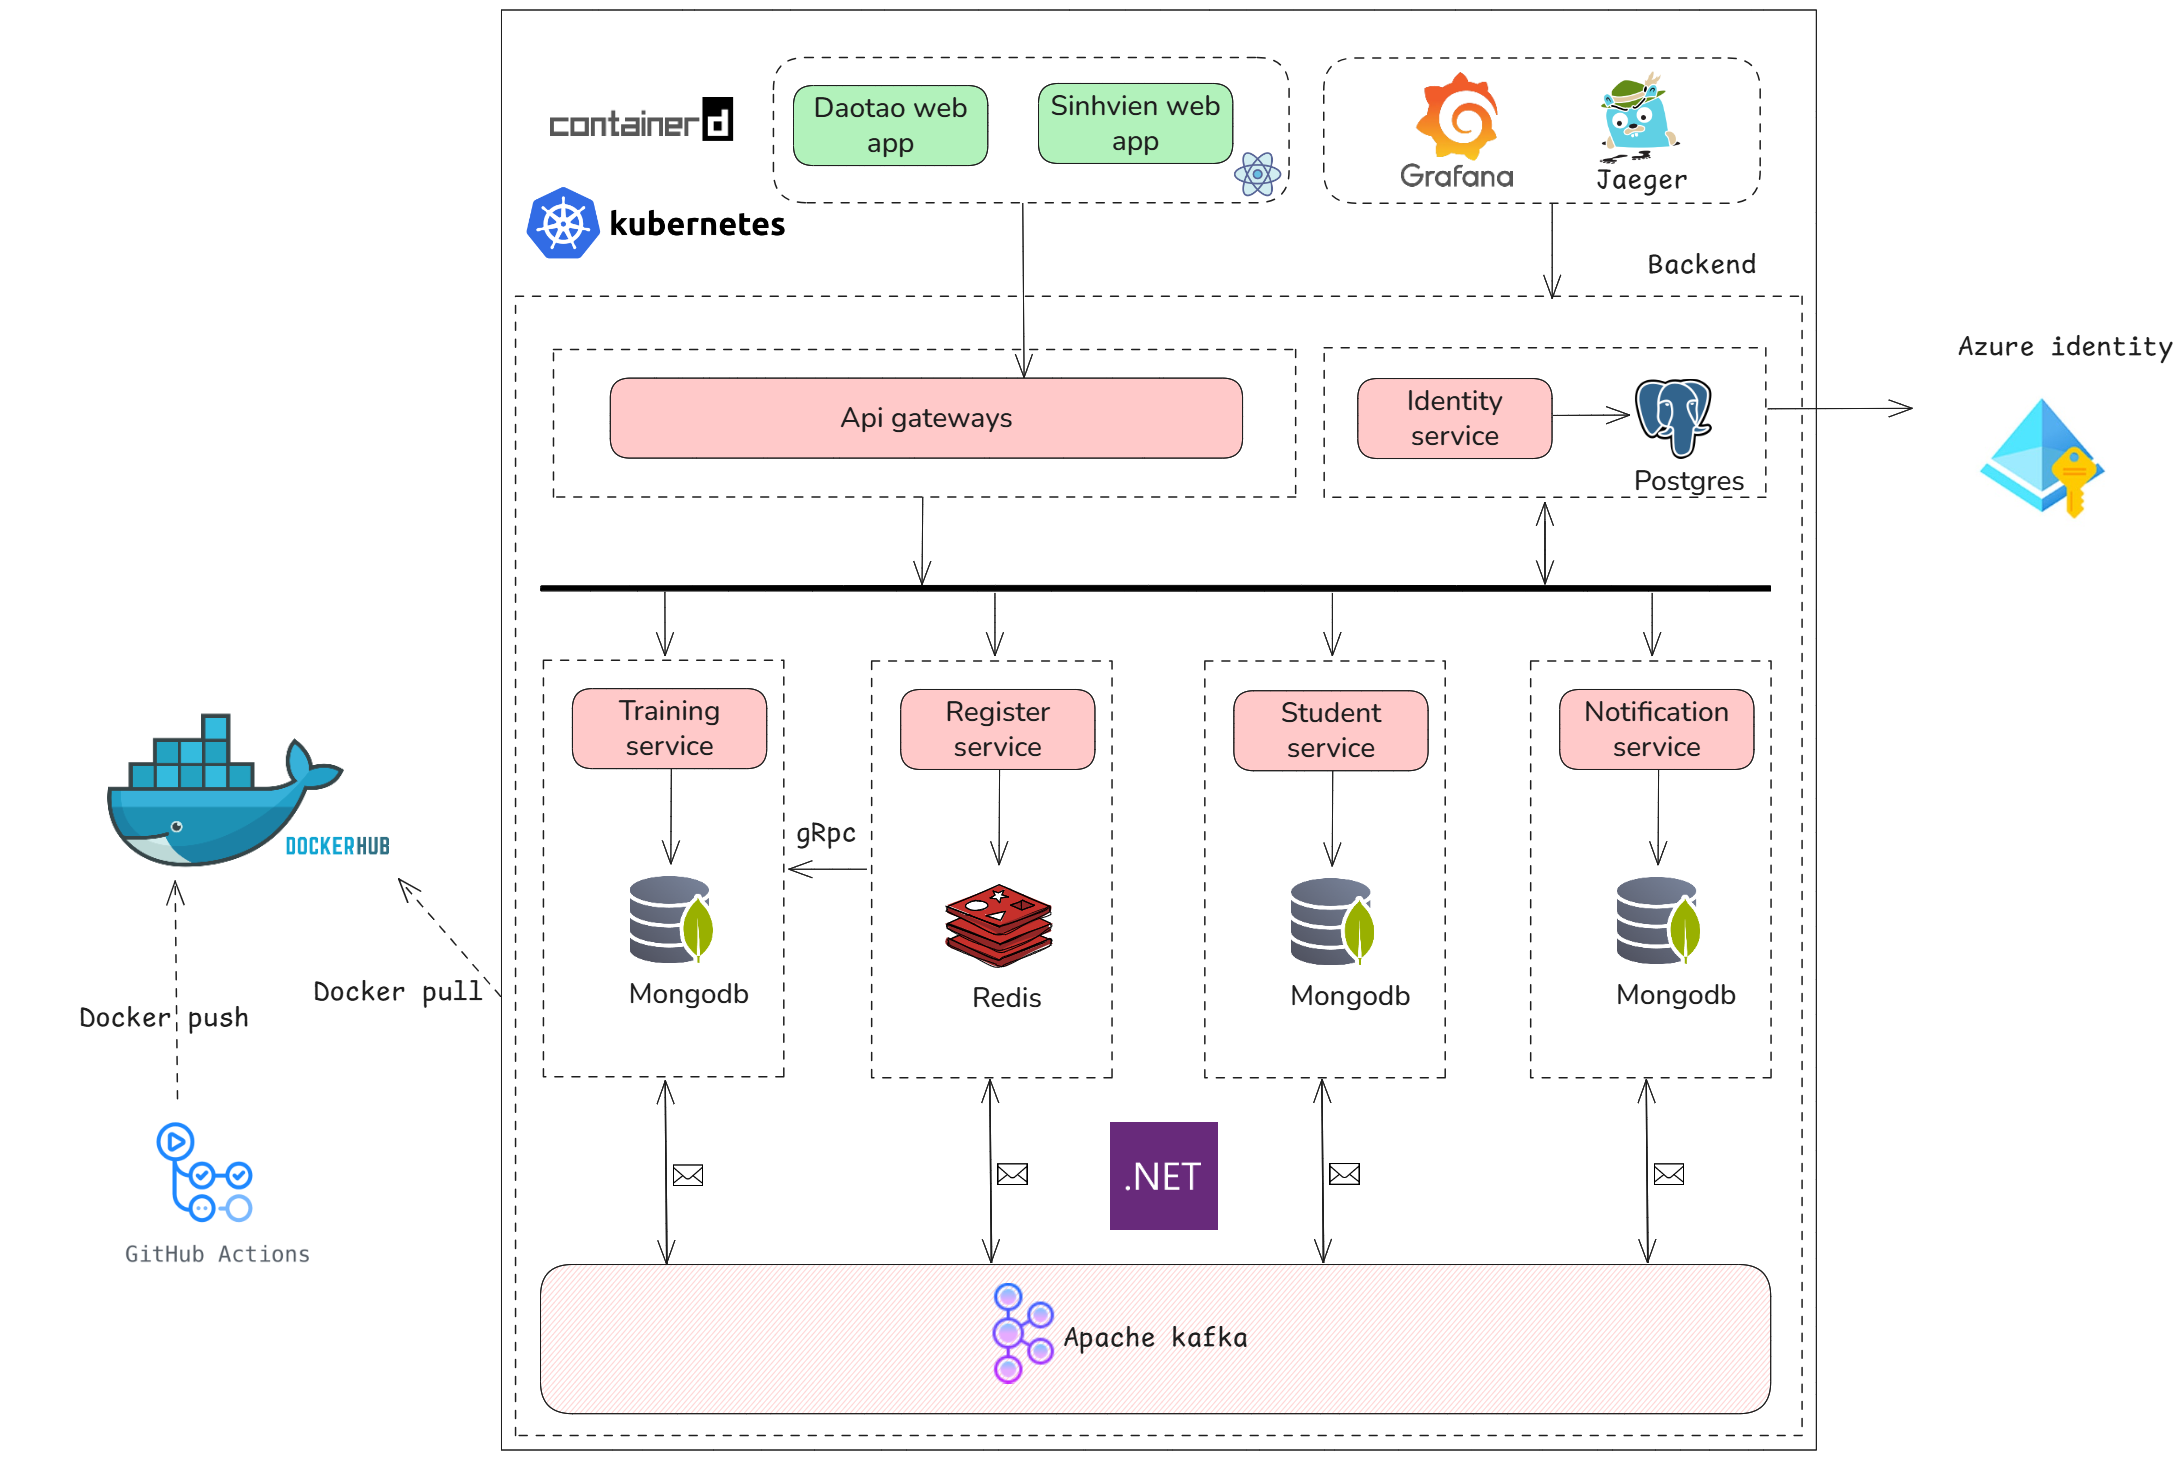 containerd
kubernetes
Daotao web
app
Sinhvien web
app
Grafana
Jaeger
Backend
Api gateways
Identity
service
Postgres
Azure identity
Training
service
Register
service
Student
service
Notification
service
gRpc
Mongodb
Redis
Mongodb
Mongodb
DOCKERHUB
Docker pull
Docker push
GitHub Actions
.NET
Apache kafka